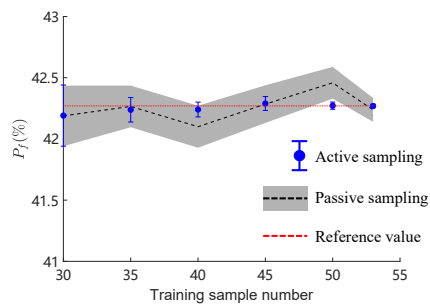 43
42.5
42
41.5
41
P_f(%)
30 35 40 45 50 55
Training sample number
Active sampling
Passive sampling
Reference value